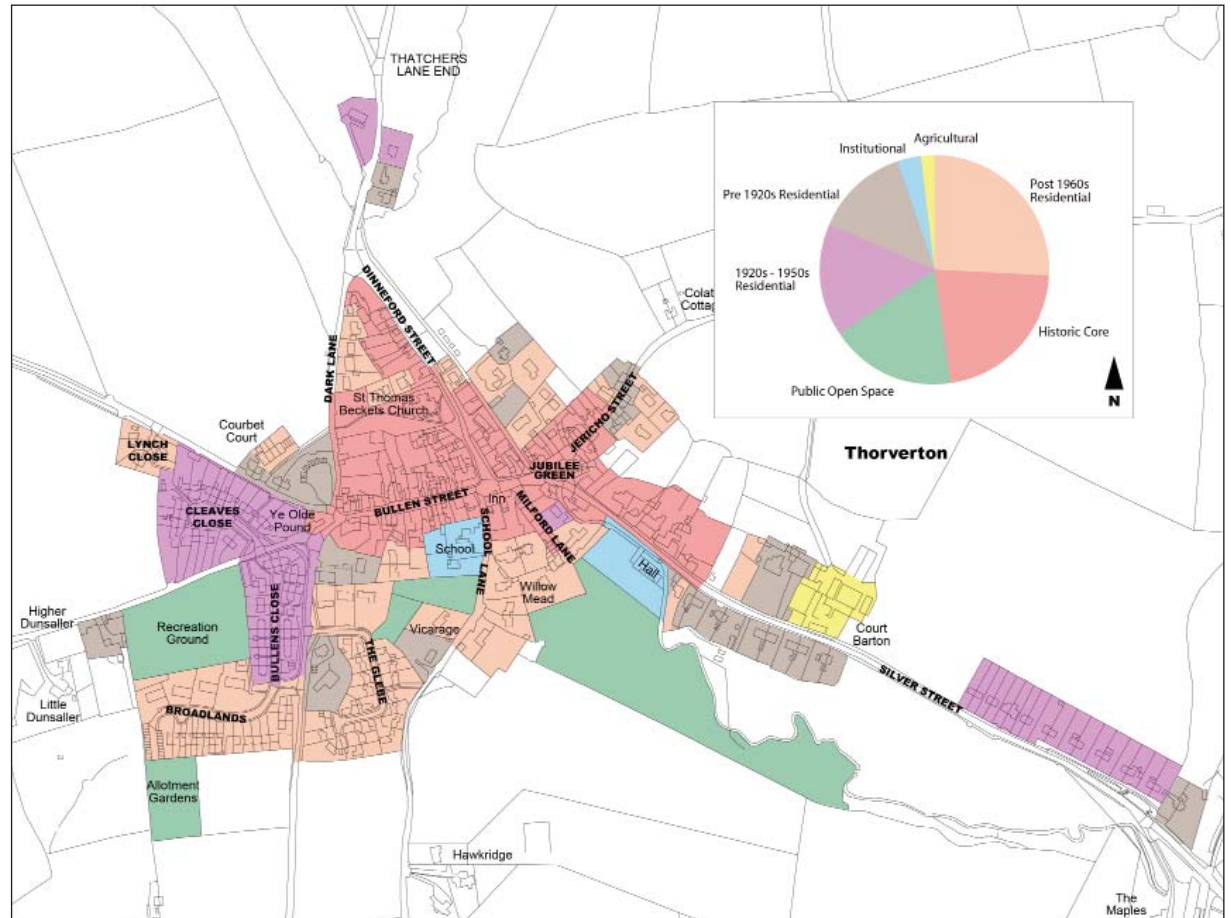 THATCHERS
LANE END
Agricultural
Institutional
Post 1960s
Residential
Pre 1920s Residential
1920s - 1950s
Residential
Historic Core
Public Open Space
N
DINNEFORD STREET
DARK LANE
St Thomas
Beckets Church
JERICHO STREET
Courbet
Court
LYNCH
CLOSE
JUBILEE
GREEN
Thorverton
CLEAVES
CLOSE
Ye Olde
Pound
BULLEN STREET
Inn
MILFORD LANE
SCHOOL LANE
School
Hall
Willow
Mead
Higher
Dunsaller
Recreation
Ground
BULLENS CLOSE
Vicarage
THE GLEBE
Court
Barton
SILVER STREET
Little
Dunsaller
BROADLANDS
Allotment
Gardens
Hawkridge
The
Maples